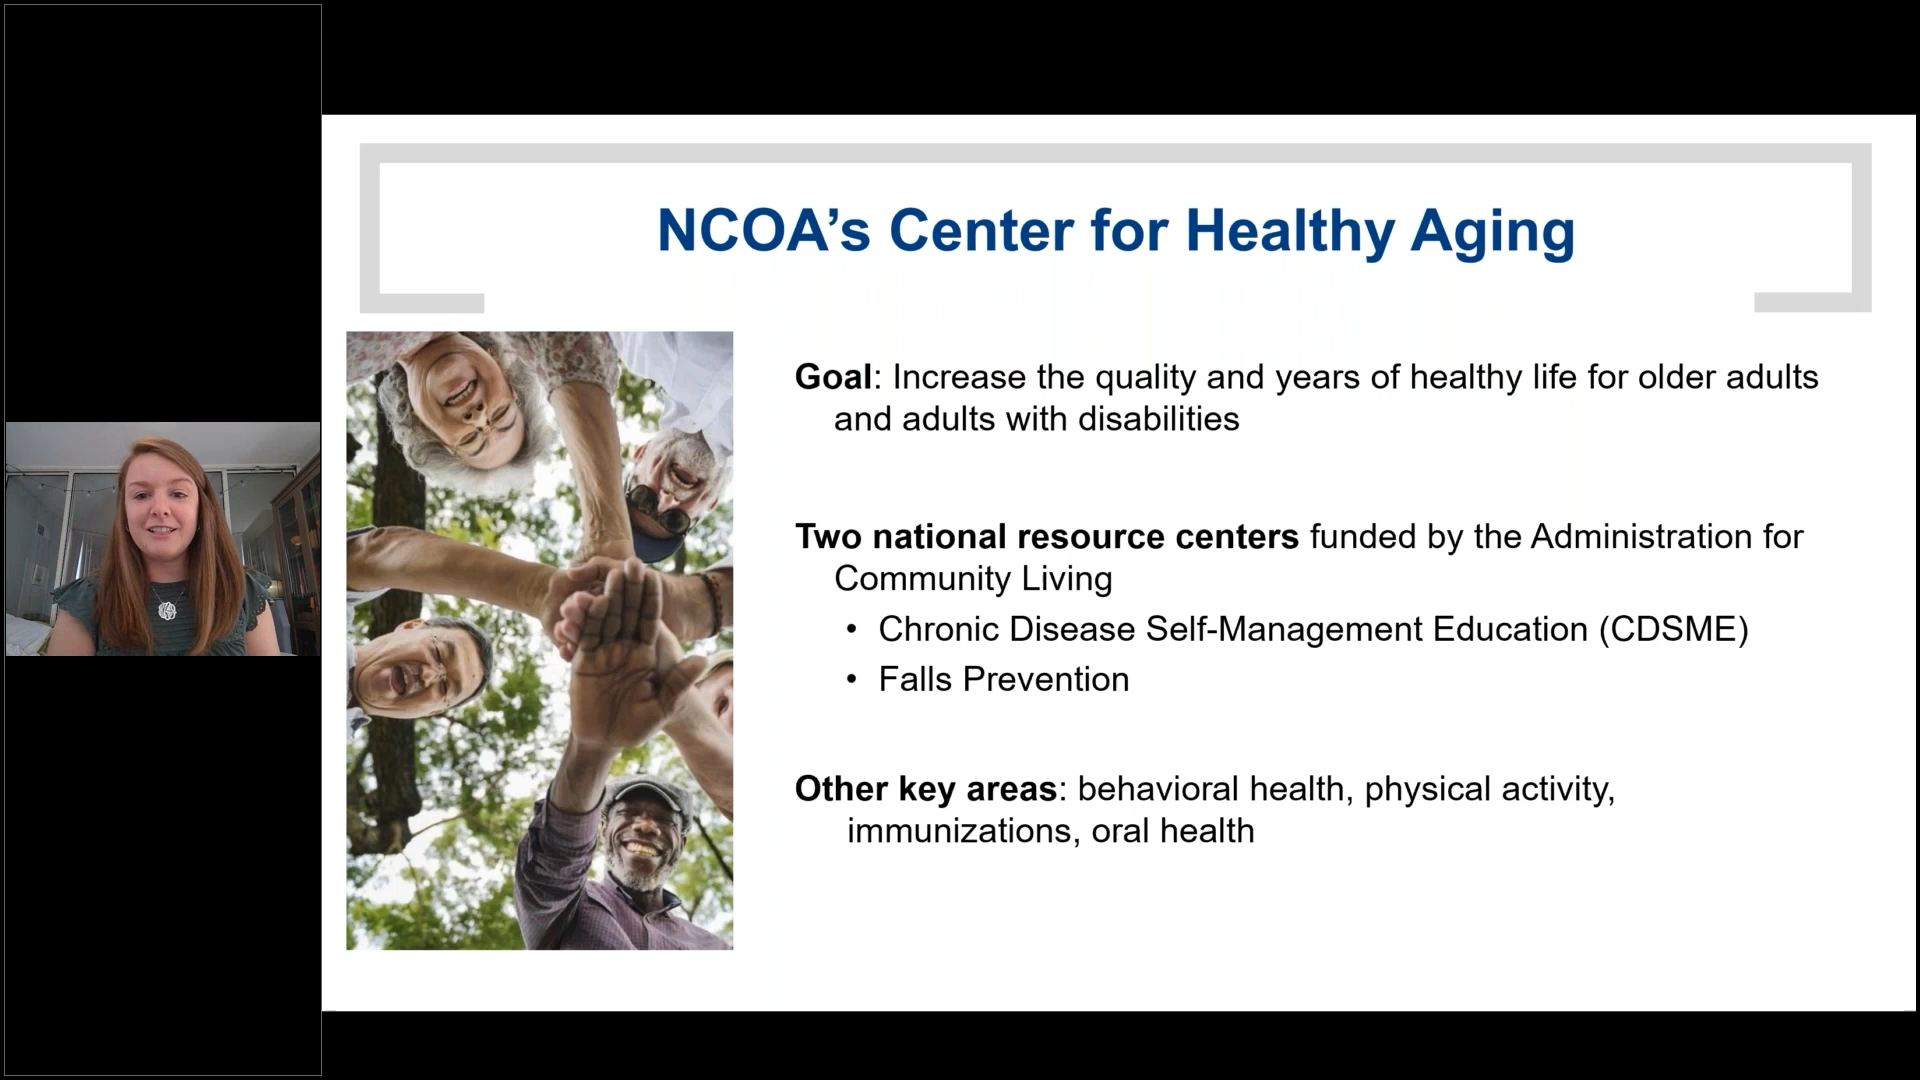 NCOA’s Center for Healthy Aging
Goal: Increase the quality and years of healthy life for older adults
and adults with disabilities
Two national resource centers funded by the Administration for
Community Living
• Chronic Disease Self-Management Education (CDSME)
• Falls Prevention
Other key areas: behavioral health, physical activity,
immunizations, oral health